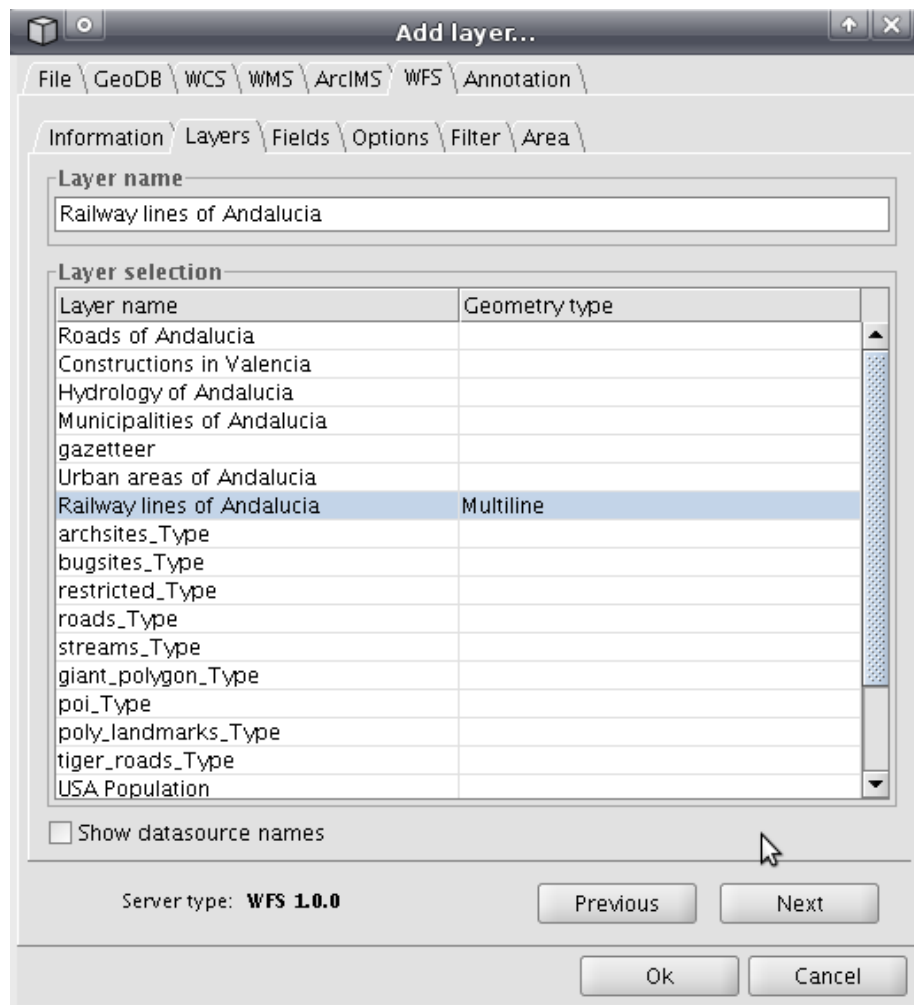 Add layer...
File GeoDB WCS WMS ArcIMS WFS Annotation
Information Layers Fields Options Filter Area
Layer name
Railway lines of Andalucia
Layer selection
Layer name Geometry type
Roads of Andalucia
Constructions in Valencia
Hydrology of Andalucia
Municipalities of Andalucia
gazetteer
Urban areas of Andalucia
Railway lines of Andalucia Multiline
archsites_Type
bugsites_Type
restricted_Type
roads_Type
streams_Type
giant_polygon_Type
poi_Type
poly_landmarks_Type
tiger_roads_Type
USA Population
Show datasource names
Server type: WFS 1.0.0 Previous Next
Ok Cancel